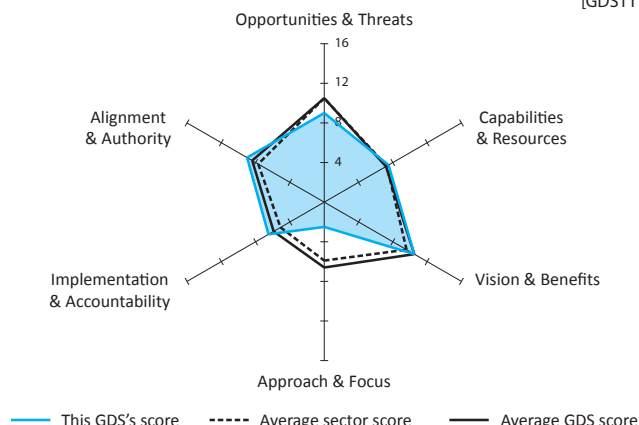 [GDS11
Opportunities & Threats
16
12
8
4
Alignment
& Authority
Capabilities
& Resources
Implementation
& Accountability
Vision & Benefits
Approach & Focus
This GDS's score
Average sector score
Average GDS score